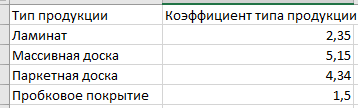 Тип продукции Коэффициент типа продукции
Ламинат 2,35
Массивная доска 5,15
Паркетная доска 4,34
Пробковое покрытие 1,5